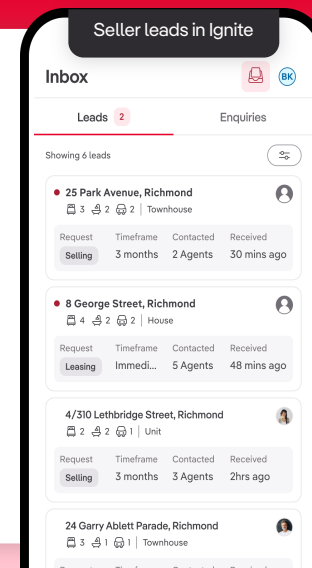 Seller leads in Ignite
Inbox
BK
Leads 2 Enquiries
Showing 6 leads
25 Park Avenue, Richmond
3 2 2 | Townhouse
Request Timeframe Contacted Received
Selling 3 months 2 Agents 30 mins ago
8 George Street, Richmond
4 2 2 | House
Request Timeframe Contacted Received
Leasing Immedi... 5 Agents 48 mins ago
4/310 Lethbridge Street, Richmond
2 2 1 | Unit
Request Timeframe Contacted Received
Selling 3 months 3 Agents 2hrs ago
24 Garry Ablett Parade, Richmond
3 1 1 | Townhouse